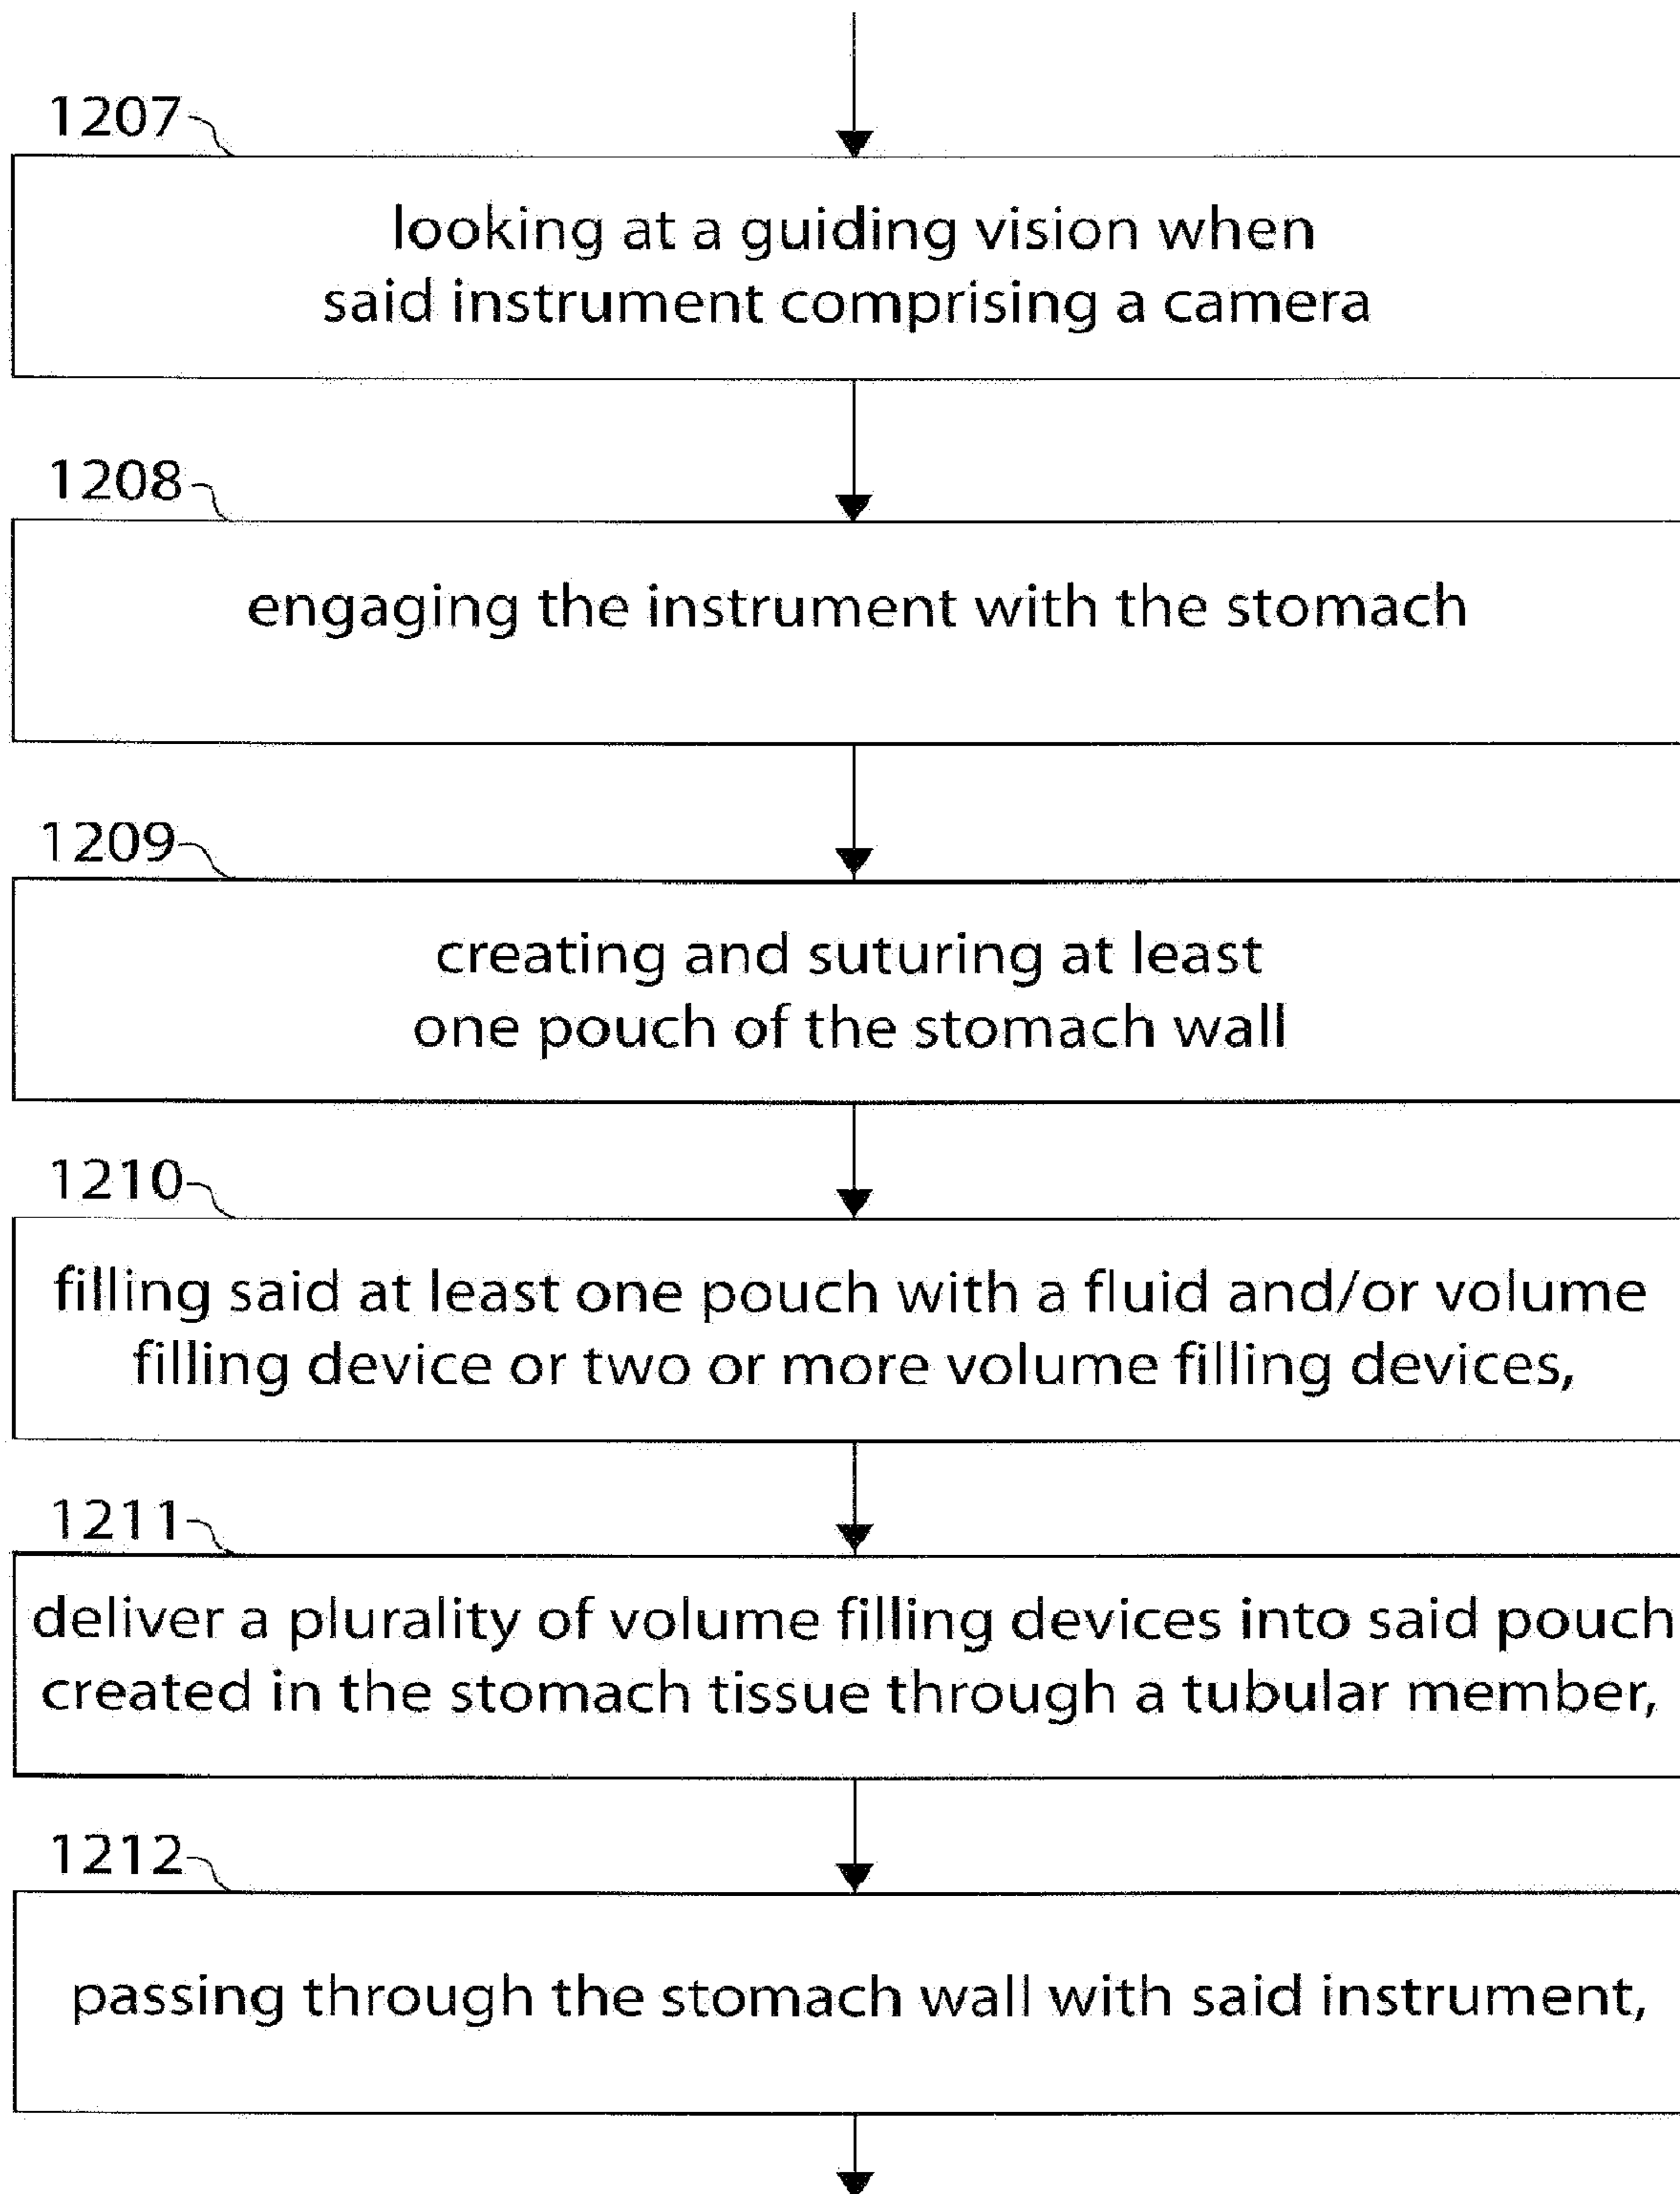 1207
looking at a guiding vision when
said instrument comprising a camera
1208
engaging the instrument with the stomach
1209
creating and suturing at least
one pouch of the stomach wall
1210
filling said at least one pouch with a fluid and/or volume
filling device or two or more volume filling devices,
1211
deliver a plurality of volume filling devices into said pouch
created in the stomach tissue through a tubular member,
1212
passing through the stomach wall with said instrument,